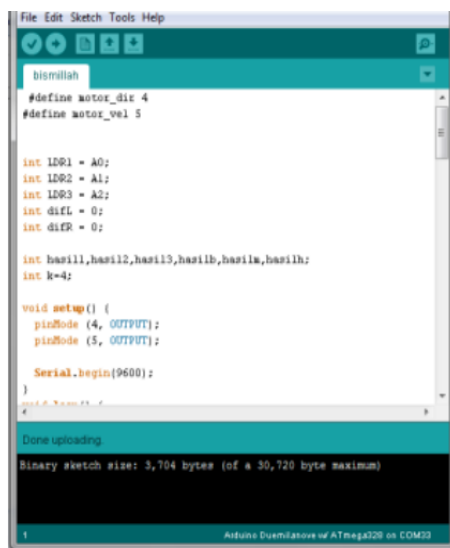 File Edit Sketch Tools Help
bismillah
#define motor_dir 4
#define motor_vel 5
int LDR1 = A0;
int LDR2 = A1;
int LDR3 = A2;
int difL = 0;
int difR = 0;
int hasil1,hasil2,hasil3,hasilb,hasilm,hasilh;
int k=4;
void setup() {
pinMode (4, OUTPUT);
pinMode (5, OUTPUT);
Serial.begin(9600);
}
void loop() {
Done uploading.
Binary sketch size: 3,704 bytes (of a 30,720 byte maximum)
1
Arduino Duemilanove w/ ATmega328 on COM33